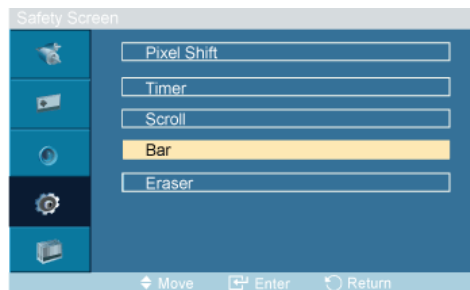 Safety Screen
Pixel Shift
Timer
Scroll
Bar
Eraser
Move Enter Return